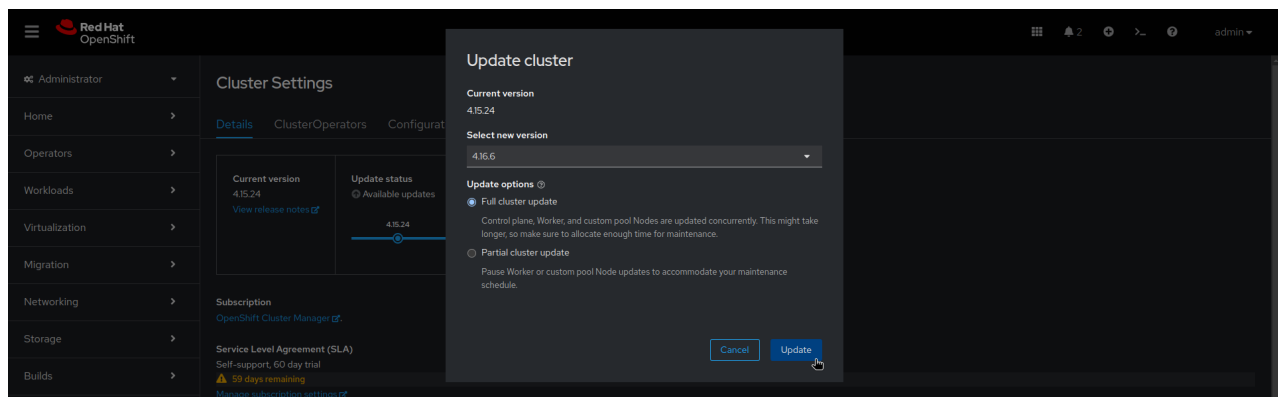 Red Hat
OpenShift
2
admin
Administrator
Home
Operators
Workloads
Virtualization
Migration
Networking
Storage
Builds
Cluster Settings
Details ClusterOperators Configurat
Current version
4.15.24
View release notes
Update status
Available updates
4.15.24
Subscription
OpenShift Cluster Manager.
Service Level Agreement (SLA)
Self-support, 60 day trial
59 days remaining
Manage subscription settings
Update cluster
Current version
4.15.24
Select new version
4.16.6
Update options
Full cluster update
Control plane, Worker, and custom pool Nodes are updated concurrently. This might take
longer, so make sure to allocate enough time for maintenance.
Partial cluster update
Pause Worker or custom pool Node updates to accommodate your maintenance
schedule.
Cancel Update